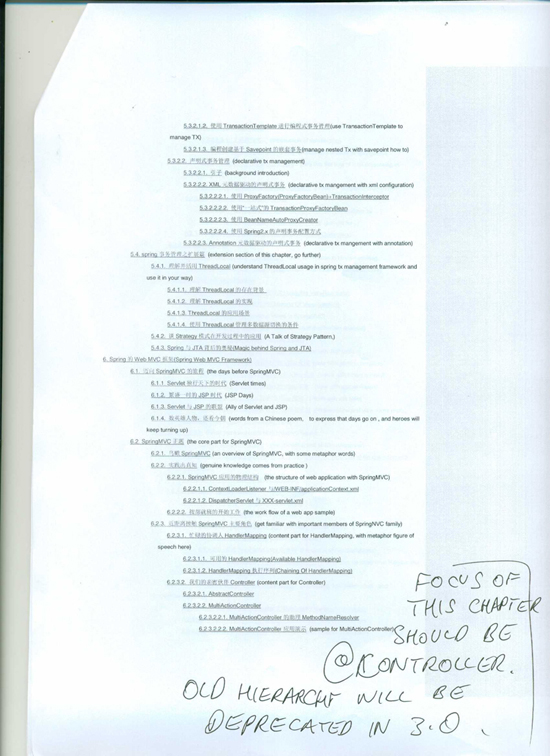 5.3.2.1.2. 使用 TransactionTemplate 进行编程式事务管理(use TransactionTemplate to
manage TX)
5.3.2.1.3. 编程创建基于 Savepoint 的嵌套事务(manage nested Tx with savepoint how to)
5.3.2.2. 声明式事务管理 (declarative tx management)
5.3.2.2.1. 引子 (background introduction)
5.3.2.2.2. XML 元数据驱动的声明式事务 (declarative tx mangement with xml configuration)
5.3.2.2.2.1. 使用 ProxyFactory(ProxyFactoryBean)+TransactionInterceptor
5.3.2.2.2.2. 使用“一站式”的 TransactionProxyFactoryBean
5.3.2.2.2.3. 使用 BeanNameAutoProxyCreator
5.3.2.2.2.4. 使用 Spring2.x 的声明事务配置方式
5.3.2.2.3. Annotation 元数据驱动的声明式事务 (declarative tx mangement with annotation)
5.4. spring 事务管理之扩展篇 (extension section of this chapter, go further)
5.4.1. 理解并活用 ThreadLocal (understand ThreadLocal usage in spring tx management framework and
use it in your way)
5.4.1.1. 理解 ThreadLocal 的存在背景
5.4.1.2. 理解 ThreadLocal 的实现
5.4.1.3. ThreadLocal 的应用场景
5.4.1.4. 使用 ThreadLocal 管理多数据源切换的条件
5.4.2. 谈 Strategy 模式在开发过程中的应用 (A Talk of Strategy Pattern,)
5.4.3. Spring 与 JTA 背后的奥秘(Magic behind Spring and JTA)
6. Spring 的 Web MVC 框架(Spring Web MVC Framework)
6.1. 迈向 SpringMVC 的旅程 (the days before SpringMVC)
6.1.1. Servlet 独行天下的时代 (Servlet times)
6.1.2. 繁盛一时的 JSP 时代 (JSP Days)
6.1.3. Servlet 与 JSP 的联盟 (Ally of Servlet and JSP)
6.1.4. 数英雄人物,还看今朝 (words from a Chinese poem, to express that days go on , and heroes will
keep turning up)
6.2. SpringMVC 正篇 (the core part for SpringMVC)
6.2.1. 鸟瞰 SpringMVC (an overview of SpringMVC, with some metaphor words)
6.2.2. 实践出真知 (genuine knowledge comes from practice )
6.2.2.1. SpringMVC 应用的物理结构 (the structure of web application with SpringMVC)
6.2.2.1.1. ContextLoaderListener 与/WEB-INF/applicationContext.xml
6.2.2.1.2. DispatcherServlet 与 XXX-servlet.xml
6.2.2.2. 按部就班的开始工作 (the work flow of a web app sample)
6.2.3. 近距离接触 SpringMVC 主要角色 (get familiar with important members of SpringNVC family)
6.2.3.1. 忙碌的协调人 HandlerMapping (content part for HandlerMapping, with metaphor figure of
speech here)
6.2.3.1.1. 可用的 HandlerMapping(Available HandlerMapping)
6.2.3.1.2. HandlerMapping 执行序列(Chaining Of HandlerMapping)
6.2.3.2. 我们的亲密伙伴 Controller (content part for Controller)
6.2.3.2.1. AbstractController
6.2.3.2.2. MultiActionController
6.2.3.2.2.1. MultiActionController 的助理 MethodNameResolver
6.2.3.2.2.2. MultiActionController 应用演示 (sample for MultiActionController)
FOCUS OF
THIS CHAPTER
SHOULD BE
@CONTROLLER.
OLD HIERARCHY WILL BE
DEPRECATED IN 3.0.